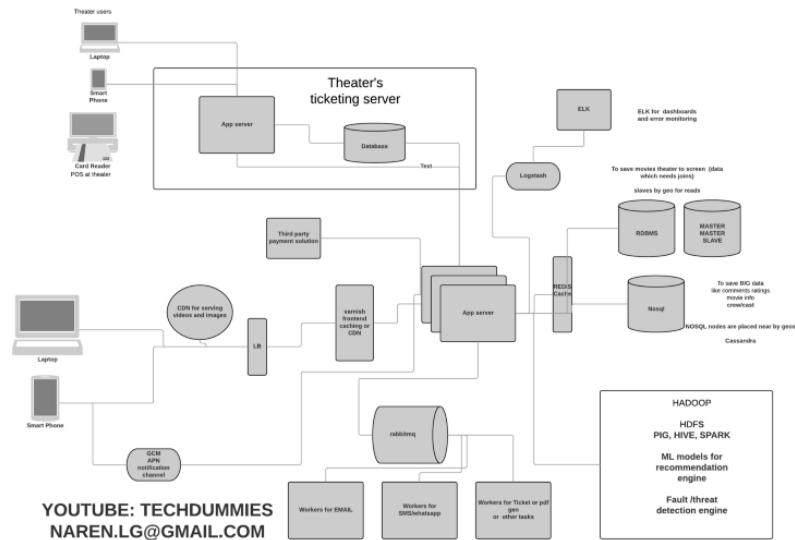 Theater users
Laptop
Smart
Phone
Card Reader
POS at theater
Theater's
ticketing server
App server
Database
Text
ELK
ELK for dashboards
and error monitoring
Logstash
To save movies theater to screen (data
which needs joins)
slaves by geo for reads
RDBMS
MASTER
MASTER
SLAVE
Third party
payment solution
REDIS
Cache
To save BIG data
like comments ratings
movie info
crew/cast
Nosql
NOSQL nodes are placed near by geos
Cassandra
CDN for serving
videos and images
LB
varnish
frontend
caching or
CDN
App server
Laptop
Smart Phone
GCM
APN
notification
channel
rabbitmq
Workers for EMAIL
Workers for
SMS/whatsapp
Workers for Ticket or pdf
gen
or other tasks
HADOOP
HDFS
PIG, HIVE, SPARK
ML models for
recommendation
engine
Fault /threat
detection engine
YOUTUBE: TECHDUMMIES
NAREN.LG@GMAIL.COM